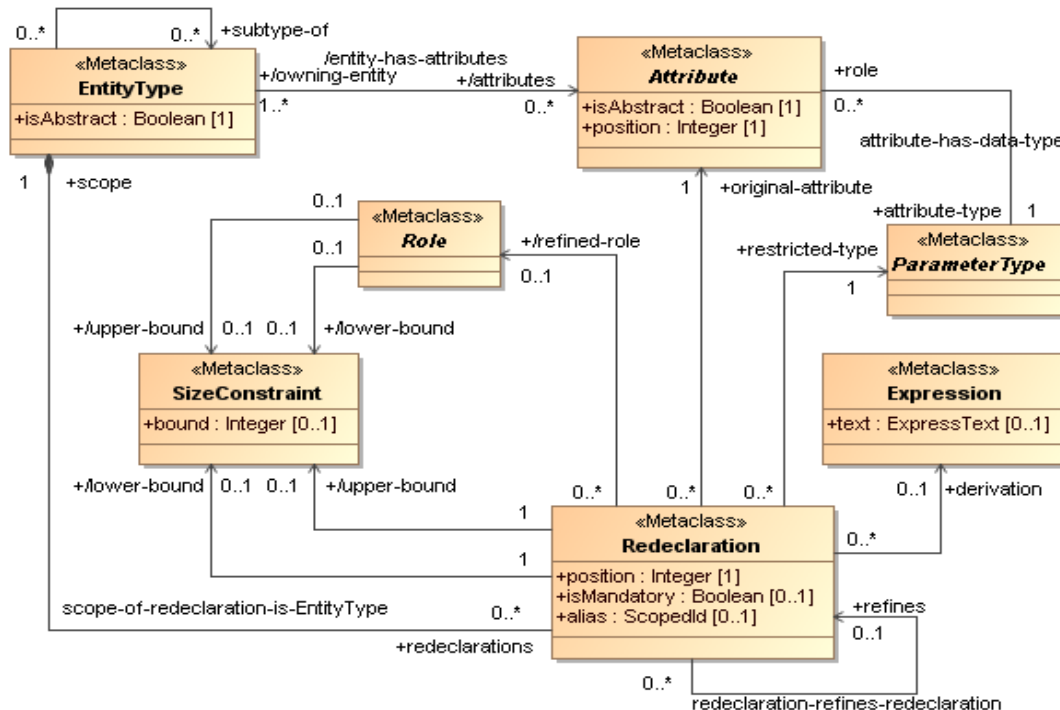 0..*
0..*
+subtype-of
«Metaclass»
EntityType
+isAbstract : Boolean [1]
/entity-has-attributes
+/owning-entity
+/attributes
1..*
0..*
«Metaclass»
Attribute
+isAbstract : Boolean [1]
+position : Integer [1]
+role
0..*
attribute-has-data-type
1
+scope
1
+original-attribute
+attribute-type
1
0..1
0..1
«Metaclass»
Role
+/refined-role
0..1
+restricted-type
1
«Metaclass»
ParameterType
+/upper-bound
0..1
0..1
+/lower-bound
«Metaclass»
SizeConstraint
+bound : Integer [0..1]
«Metaclass»
Expression
+text : ExpressText [0..1]
+/lower-bound
0..1
0..1
+/upper-bound
0..*
0..*
0..*
0..1
+derivation
1
1
«Metaclass»
Redeclaration
+position : Integer [1]
+isMandatory : Boolean [0..1]
+alias : ScopedId [0..1]
0..*
scope-of-redeclaration-is-EntityType
0..*
+redeclarations
+refines
0..1
0..*
redeclaration-refines-redeclaration